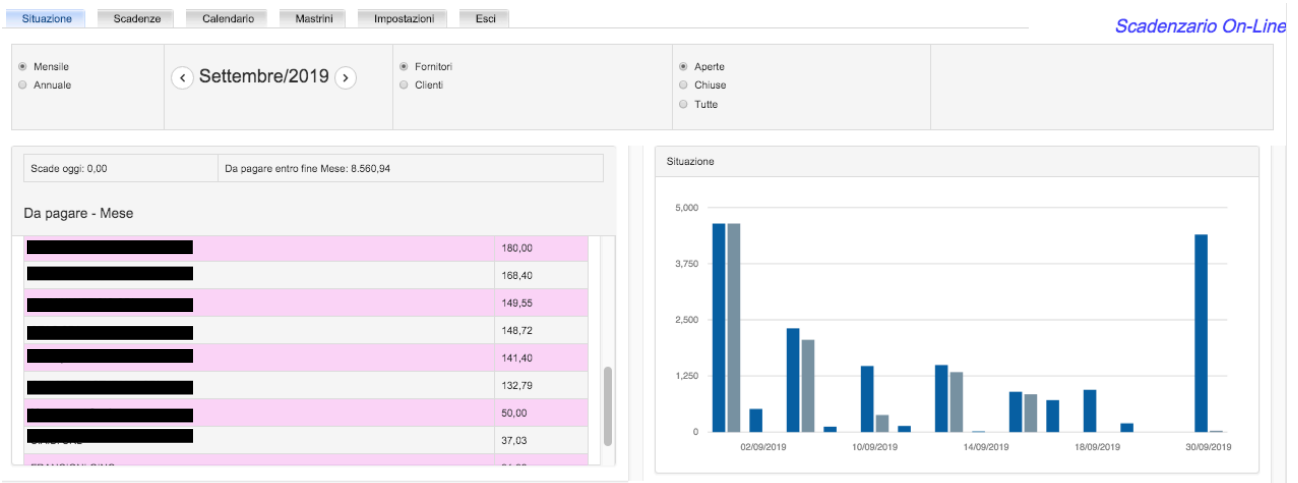 Situazione Scadenze Calendario Mastrini Impostazioni Esci
Scadenzario On-Line
Mensile
Annuale
Settembre/2019
Fornitori
Clienti
Aperte
Chiuse
Tutte
Scade oggi: 0,00 Da pagare entro fine Mese: 8.560,94
Da pagare - Mese
180,00
168,40
149,55
148,72
141,40
132,79
50,00
37,03
Situazione
5,000
3,750
2,500
1,250
0
02/09/2019 10/09/2019 14/09/2019 18/09/2019 30/09/2019